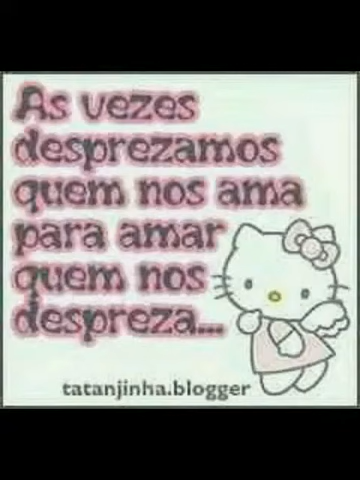 As vezes
desprezamos
quem nos ama
para amar
quem nos
despreza...
tatanjinha.blogger